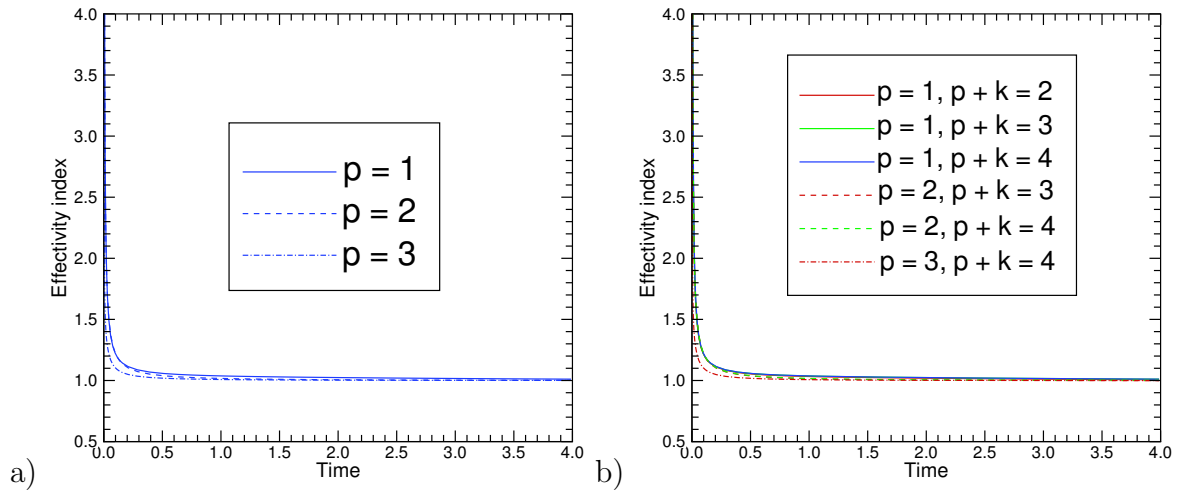 4.0
3.5
3.0
2.5
2.0
1.5
1.0
0.5
Effectivity index
p = 1
p = 2
p = 3
0.0 0.5 1.0 1.5 2.0 2.5 3.0 3.5 4.0
Time
a)
4.0
3.5
3.0
2.5
2.0
1.5
1.0
0.5
Effectivity index
p = 1, p + k = 2
p = 1, p + k = 3
p = 1, p + k = 4
p = 2, p + k = 3
p = 2, p + k = 4
p = 3, p + k = 4
0.0 0.5 1.0 1.5 2.0 2.5 3.0 3.5 4.0
Time
b)